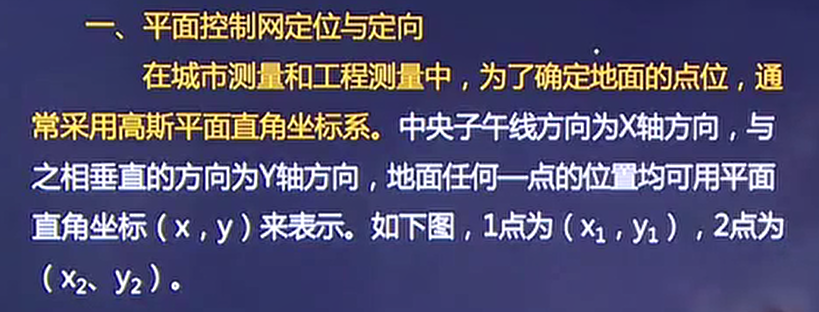 一、平面控制网定位与定向
在城市测量和工程测量中，为了确定地面的点位，通
常采用高斯平面直角坐标系。中央子午线方向为X轴方向，与
之相垂直的方向为Y轴方向，地面任何一点的位置均可用平面
直角坐标（x，y）来表示。如下图，1点为（x₁，y₁），2点为
（x₂、y₂）。